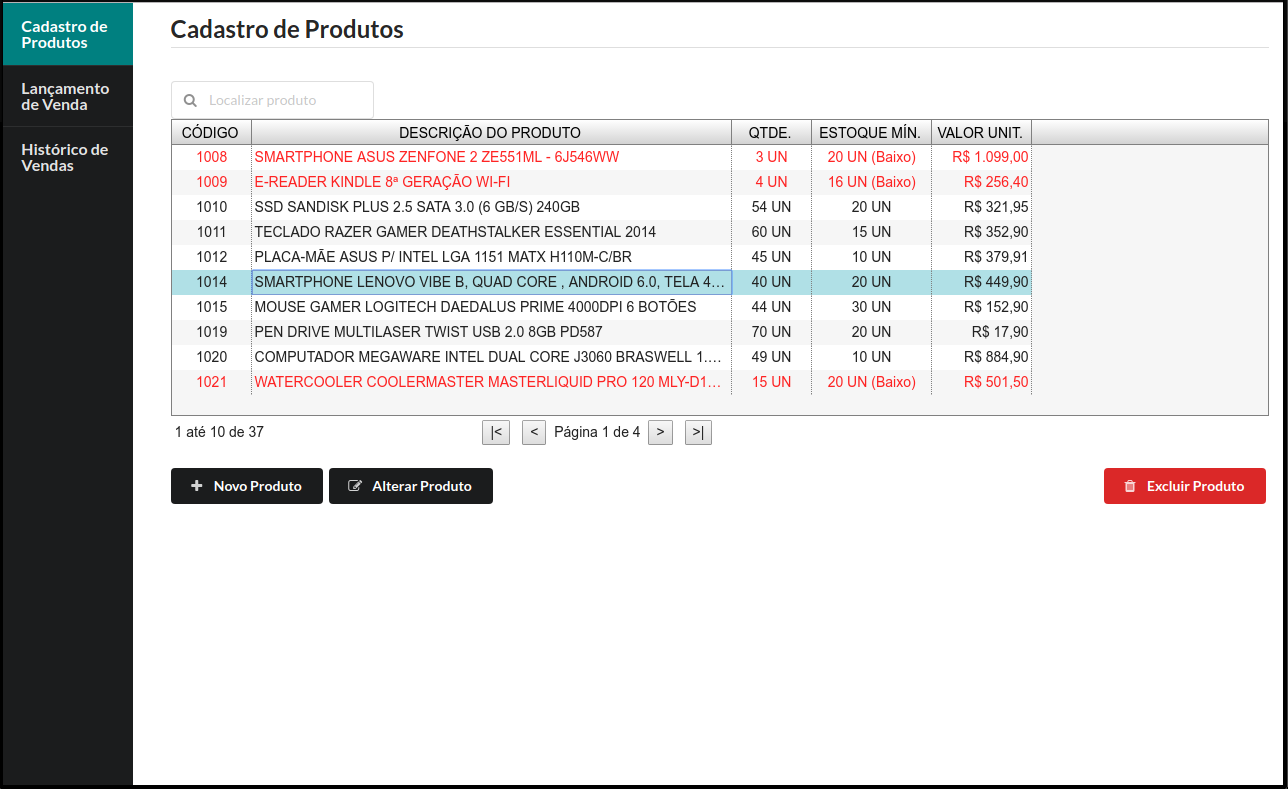 Cadastro de
Produtos
Lançamento
de Venda
Histórico de
Vendas
Cadastro de Produtos
Localizar produto
CÓDIGO DESCRIÇÃO DO PRODUTO QTDE. ESTOQUE MÍN. VALOR UNIT.
1008 SMARTPHONE ASUS ZENFONE 2 ZE551ML - 6J546WW 3 UN 20 UN (Baixo) R$ 1.099,00
1009 E-READER KINDLE 8ª GERAÇÃO WI-FI 4 UN 16 UN (Baixo) R$ 256,40
1010 SSD SANDISK PLUS 2.5 SATA 3.0 (6 GB/S) 240GB 54 UN 20 UN R$ 321,95
1011 TECLADO RAZER GAMER DEATHSTALKER ESSENTIAL 2014 60 UN 15 UN R$ 352,90
1012 PLACA-MÃE ASUS P/ INTEL LGA 1151 MATX H110M-C/BR 45 UN 10 UN R$ 379,91
1014 SMARTPHONE LENOVO VIBE B, QUAD CORE , ANDROID 6.0, TELA 4... 40 UN 20 UN R$ 449,90
1015 MOUSE GAMER LOGITECH DAEDALUS PRIME 4000DPI 6 BOTÕES 44 UN 30 UN R$ 152,90
1019 PEN DRIVE MULTILASER TWIST USB 2.0 8GB PD587 70 UN 20 UN R$ 17,90
1020 COMPUTADOR MEGAWARE INTEL DUAL CORE J3060 BRASWELL 1.... 49 UN 10 UN R$ 884,90
1021 WATERCOOLER COOLERMASTER MASTERLIQUID PRO 120 MLY-D1... 15 UN 20 UN (Baixo) R$ 501,50
1 até 10 de 37 |< < Página 1 de 4 > >|
Novo Produto Alterar Produto Excluir Produto